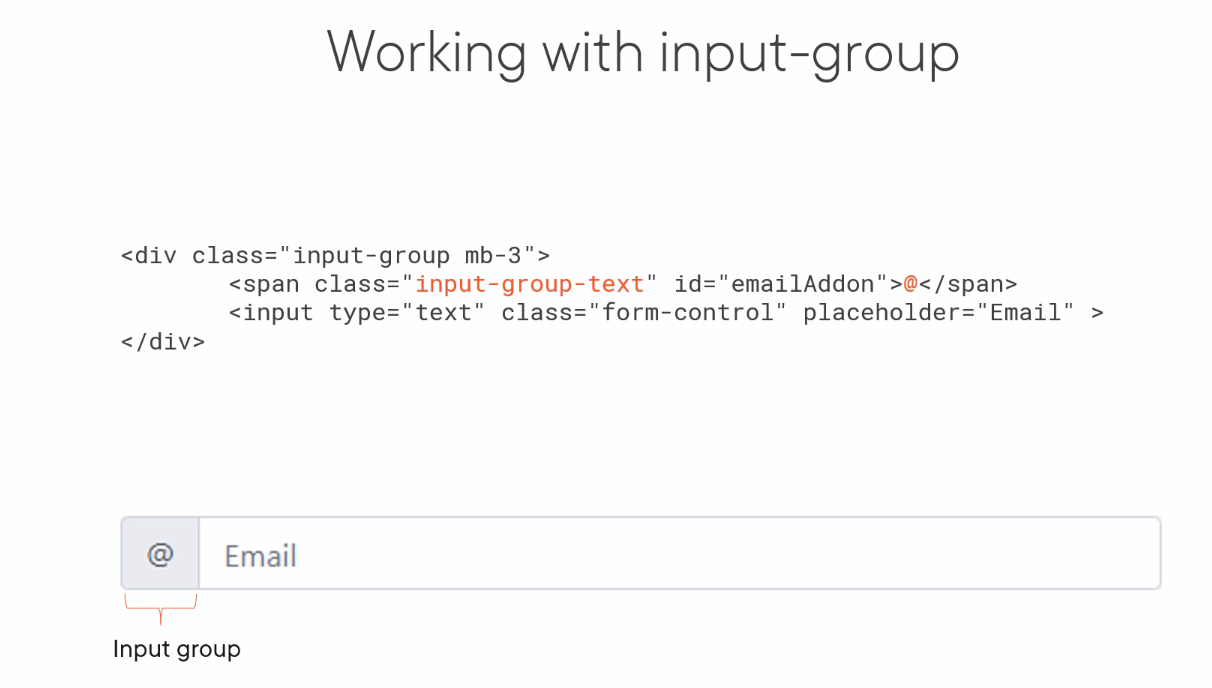 Working with input-group
<div class="input-group mb-3">
<span class="input-group-text" id="emailAddon">@</span>
<input type="text" class="form-control" placeholder="Email" >
</div>
@ Email
Input group